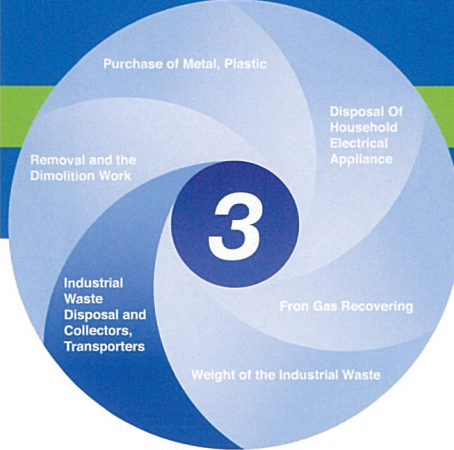 Purchase of Metal, Plastic
Disposal Of
Household
Electrical
Appliance
Removal and the
Dimolition Work
3
Industrial
Waste
Disposal and
Collectors,
Transporters
Fron Gas Recovering
Weight of the Industrial Waste